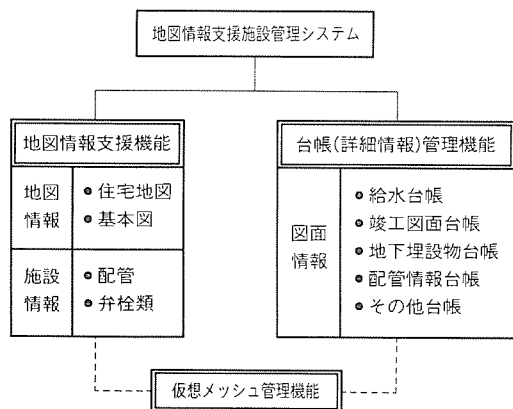 地図情報支援施設管理システム
地図情報支援機能
地図
情報
● 住宅地図
● 基本図
施設
情報
● 配管
● 弁栓類
台帳(詳細情報)管理機能
図面
情報
● 給水台帳
● 竣工図面台帳
● 地下埋設物台帳
● 配管情報台帳
● その他台帳
仮想メッシュ管理機能